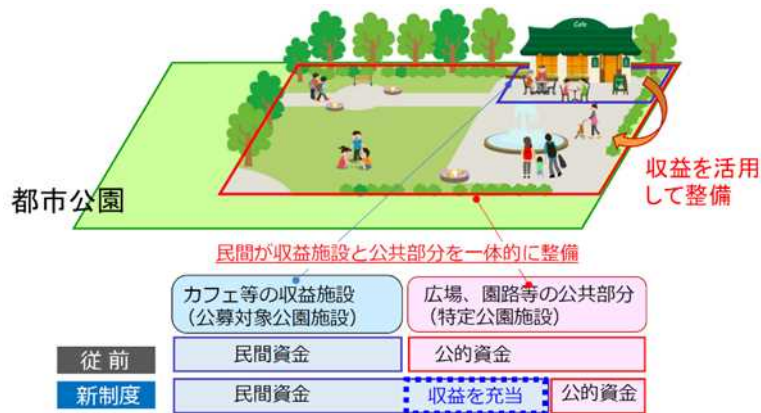 Cafe
収益を活用
して整備
都市公園
民間が収益施設と公共部分を一体的に整備
カフェ等の収益施設
(公募対象公園施設)
広場、園路等の公共部分
(特定公園施設)
従前
民間資金
公的資金
新制度
民間資金
収益を充当
公的資金